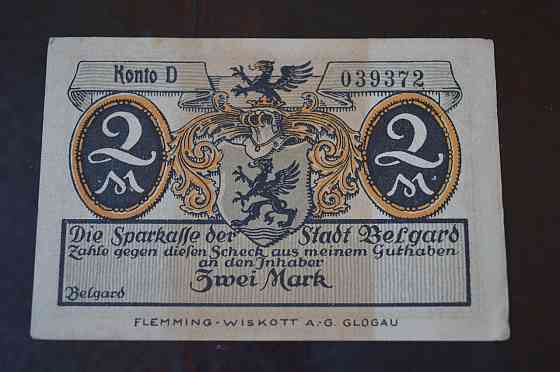 Konto D
039372
2 M
2 M.
Die Sparkasse der Stadt Belgard
Zahle gegen diesen Scheck aus meinem Guthaben
an den Inhaber
Zwei Mark
Belgard
FLEMMING-WISKOTT A.-G. GLOGAU